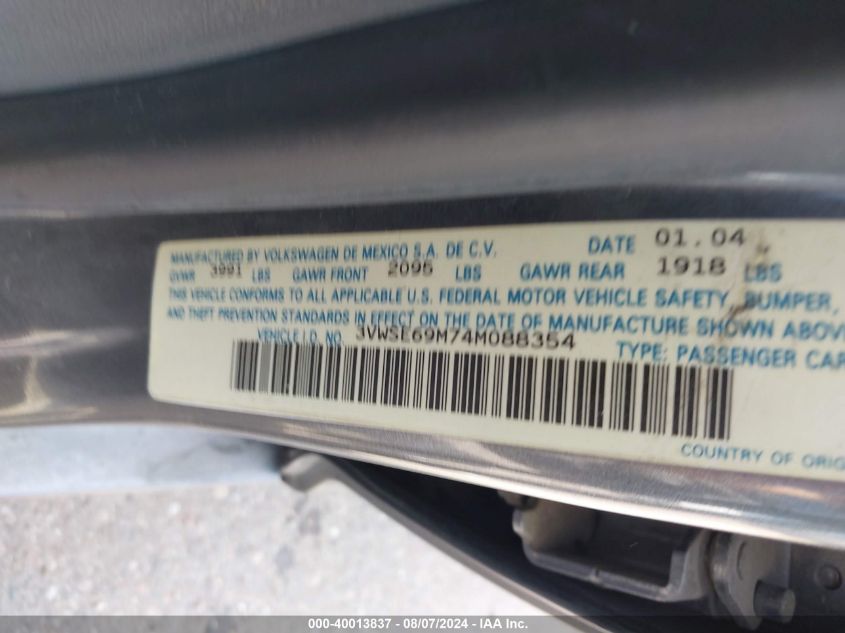 MANUFACTURED BY VOLKSWAGEN DE MEXICO S.A. DE C.V. DATE 01.04
GVWR 3991 LBS GAWR FRONT 2095 LBS GAWR REAR 1918 LBS
THIS VEHICLE CONFORMS TO ALL APPLICABLE U.S. FEDERAL MOTOR VEHICLE SAFETY, BUMPER,
AND THEFT PREVENTION STANDARDS IN EFFECT ON THE DATE OF MANUFACTURE SHOWN ABOVE
VEHICLE I.D. NO. 3VWSE69M74M088354 TYPE: PASSENGER CAR
COUNTRY OF ORIG
000-40013837 - 08/07/2024 - IAA Inc.